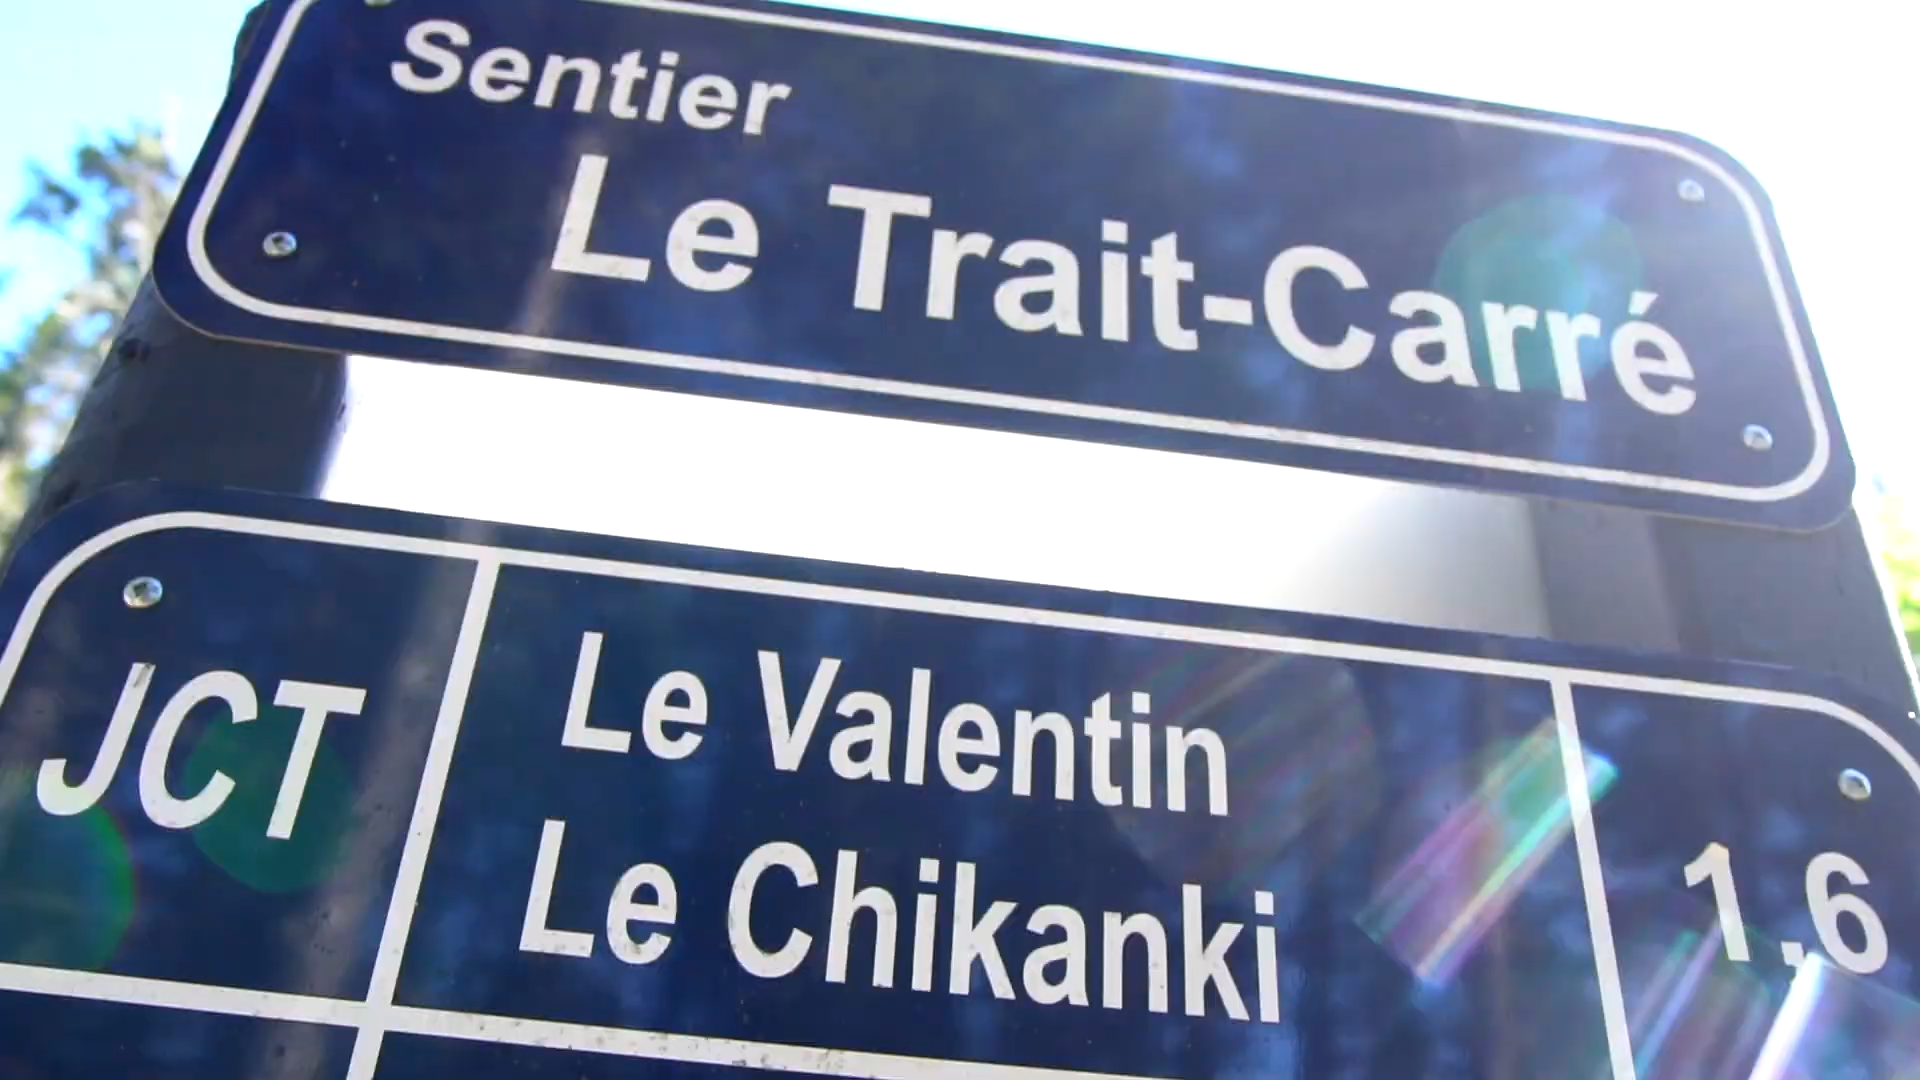 Sentier
Le Trait-Carré
JCT
Le Valentin
Le Chikanki
1.6